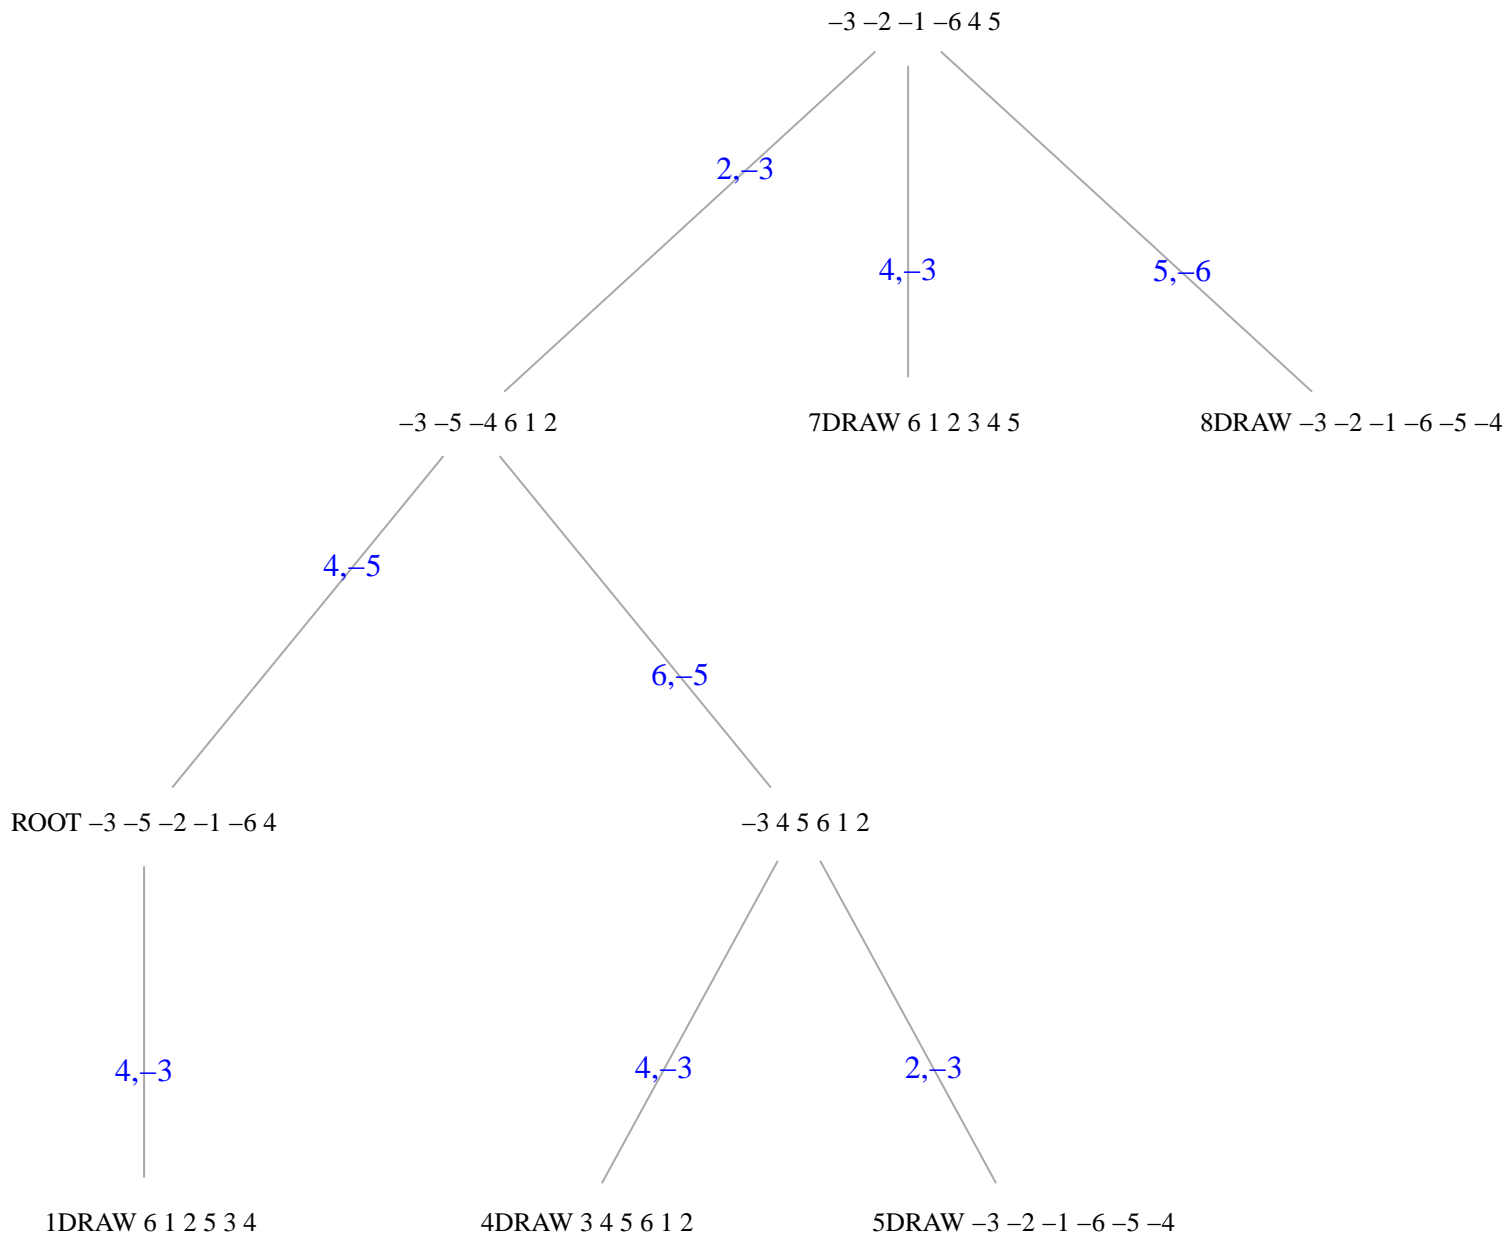 –3 –2 –1 –6 4 5
2,–3
4,–3
5,–6
–3 –5 –4 6 1 2
7DRAW 6 1 2 3 4 5
8DRAW –3 –2 –1 –6 –5 –4
4,–5
6,–5
ROOT –3 –5 –2 –1 –6 4
–3 4 5 6 1 2
4,–3
4,–3
2,–3
1DRAW 6 1 2 5 3 4
4DRAW 3 4 5 6 1 2
5DRAW –3 –2 –1 –6 –5 –4